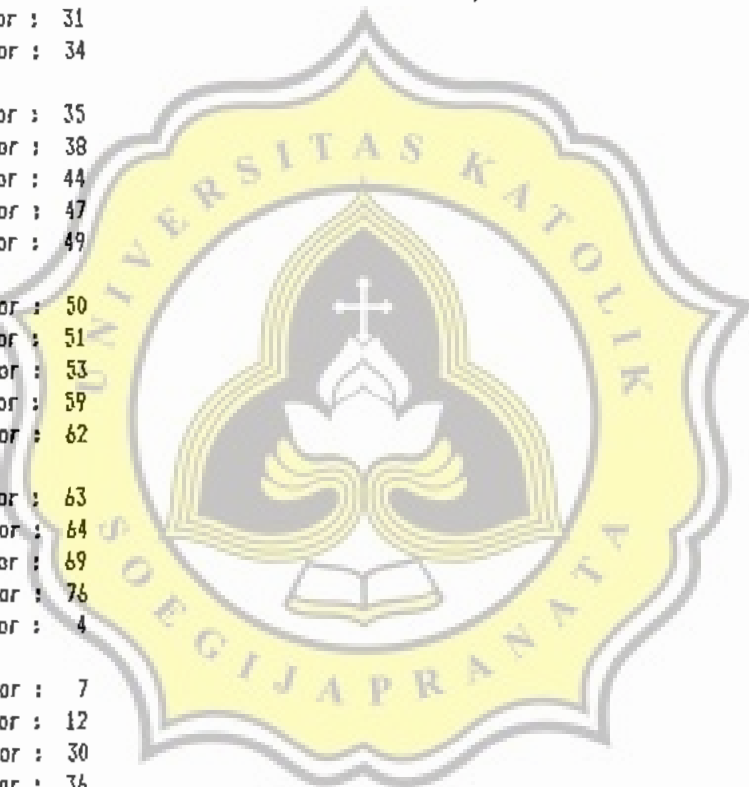 or : 31
or : 34
or : 35
or : 38
or : 44
or : 47
or : 49
or : 50
or : 51
or : 53
or : 59
or : 62
or : 63
or : 64
or : 69
or : 76
or : 4
or : 7
or : 12
or : 30
or : 36
UNIVERSITAS KATOLIK
SOEGIJAPRANATA